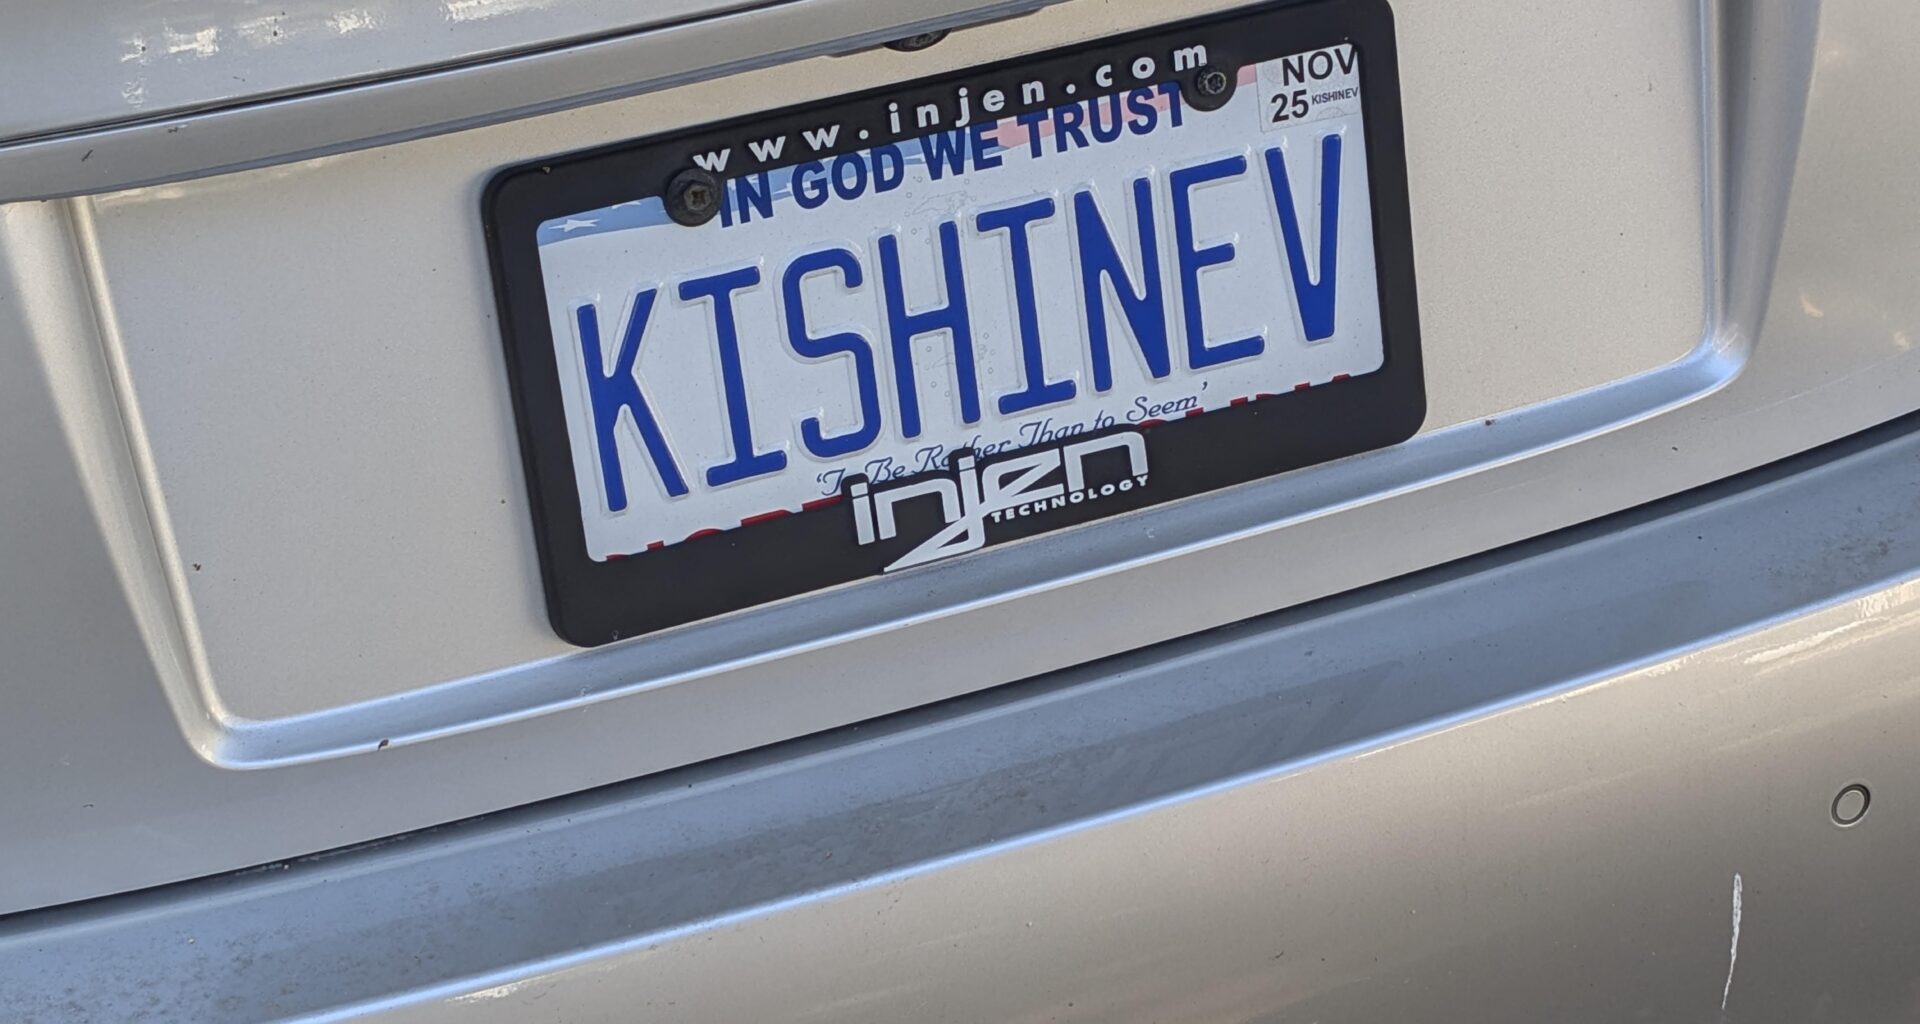 www.injen.com
NOV
25 KISHINEV
IN GOD WE TRUST
KISHINEV
'To Be Rather Than to Seem'
injen
TECHNOLOGY